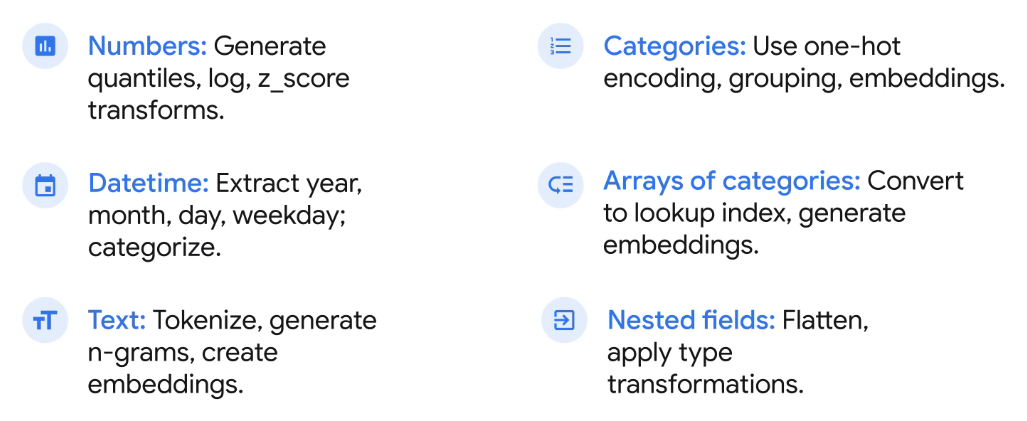 Numbers: Generate
quantiles, log, z_score
transforms.
Categories: Use one-hot
encoding, grouping, embeddings.
Datetime: Extract year,
month, day, weekday;
categorize.
Arrays of categories: Convert
to lookup index, generate
embeddings.
Text: Tokenize, generate
n-grams, create
embeddings.
Nested fields: Flatten,
apply type
transformations.